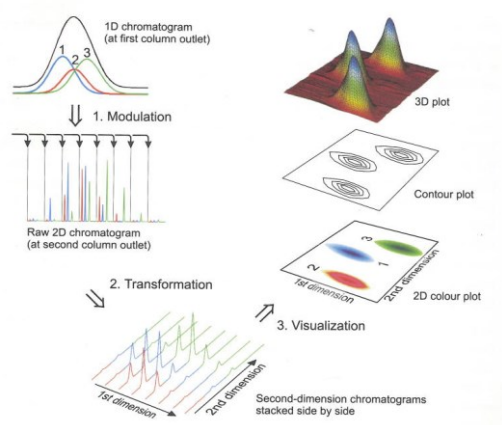 1D chromatogram
(at first column outlet)
1
2
3
1. Modulation
Raw 2D chromatogram
(at second column outlet)
2. Transformation
1st dimension
2nd dimension
Second-dimension chromatograms
stacked side by side
3. Visualization
3D plot
Contour plot
2
3
1
1st dimension
2nd dimension
2D colour plot